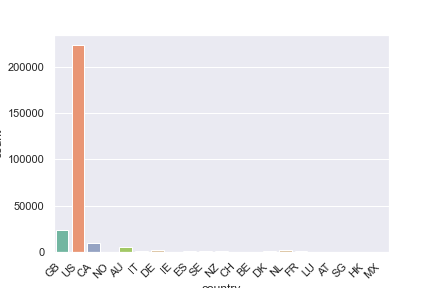 200000
150000
100000
50000
0
GB US CA NO AU IT DE IE ES SE NZ CH BE DK NL FR LU AT SG HK MX
country